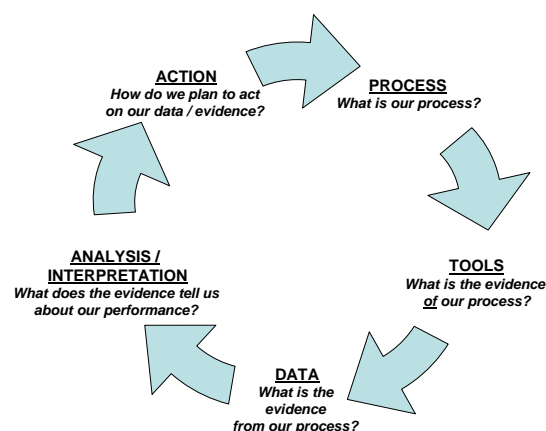 ACTION
How do we plan to act
on our data / evidence?
PROCESS
What is our process?
TOOLS
What is the evidence
of our process?
DATA
What is the
evidence
from our process?
ANALYSIS /
INTERPRETATION
What does the evidence tell us
about our performance?